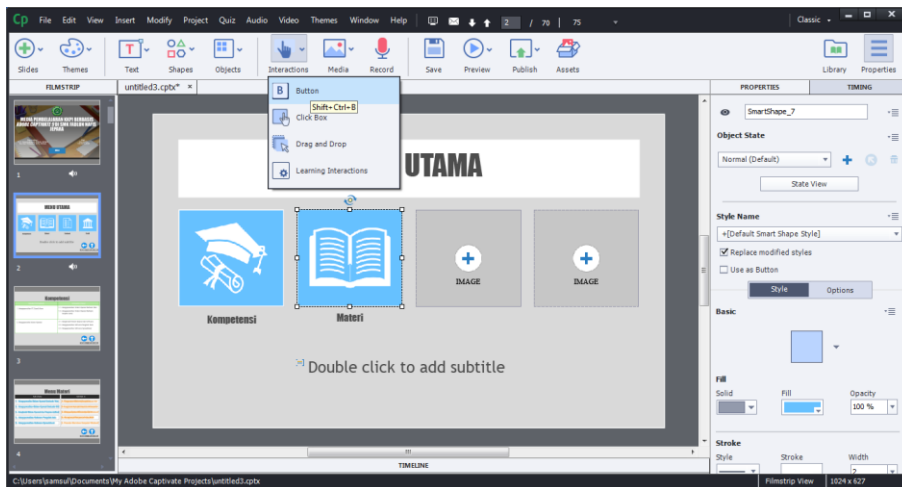 Cp File Edit View Insert Modify Project Quiz Audio Video Themes Window Help 2 / 70 75 Classic
Slides Themes Text Shapes Objects Interactions Media Record Save Preview Publish Assets Library Properties
FILMSTRIP untitled3.cptx* × PROPERTIES TIMING
B Button
Shift+Ctrl+B
Click Box
Drag and Drop
Learning Interactions
UTAMA
IMAGE IMAGE
Kompetensi Materi
Double click to add subtitle
1
MENU UTAMA
2
Kompetensi
3
Menu Materi
4
SmartShape_7
Object State
Normal (Default)
State View
Style Name
+[Default Smart Shape Style]
Replace modified styles
Use as Button
Style Options
Basic
Fill
Solid Fill Opacity
100 %
Stroke
Style Stroke Width
2
TIMELINE
C:\Users\samsul\Documents\My Adobe Captivate Projects\untitled3.cptx Filmstrip View 1024 x 627